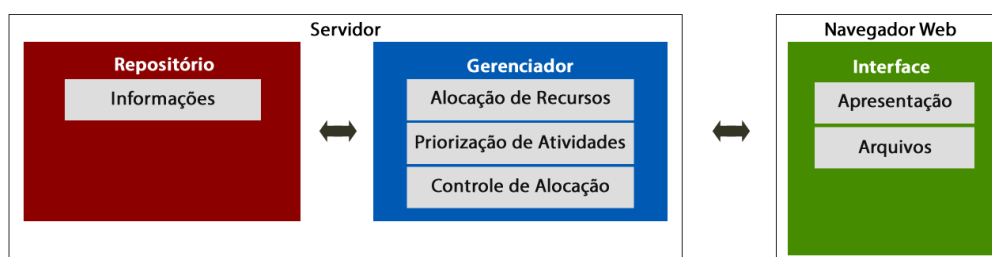 Servidor
Repositório
Informações
Gerenciador
Alocação de Recursos
Priorização de Atividades
Controle de Alocação
Navegador Web
Interface
Apresentação
Arquivos